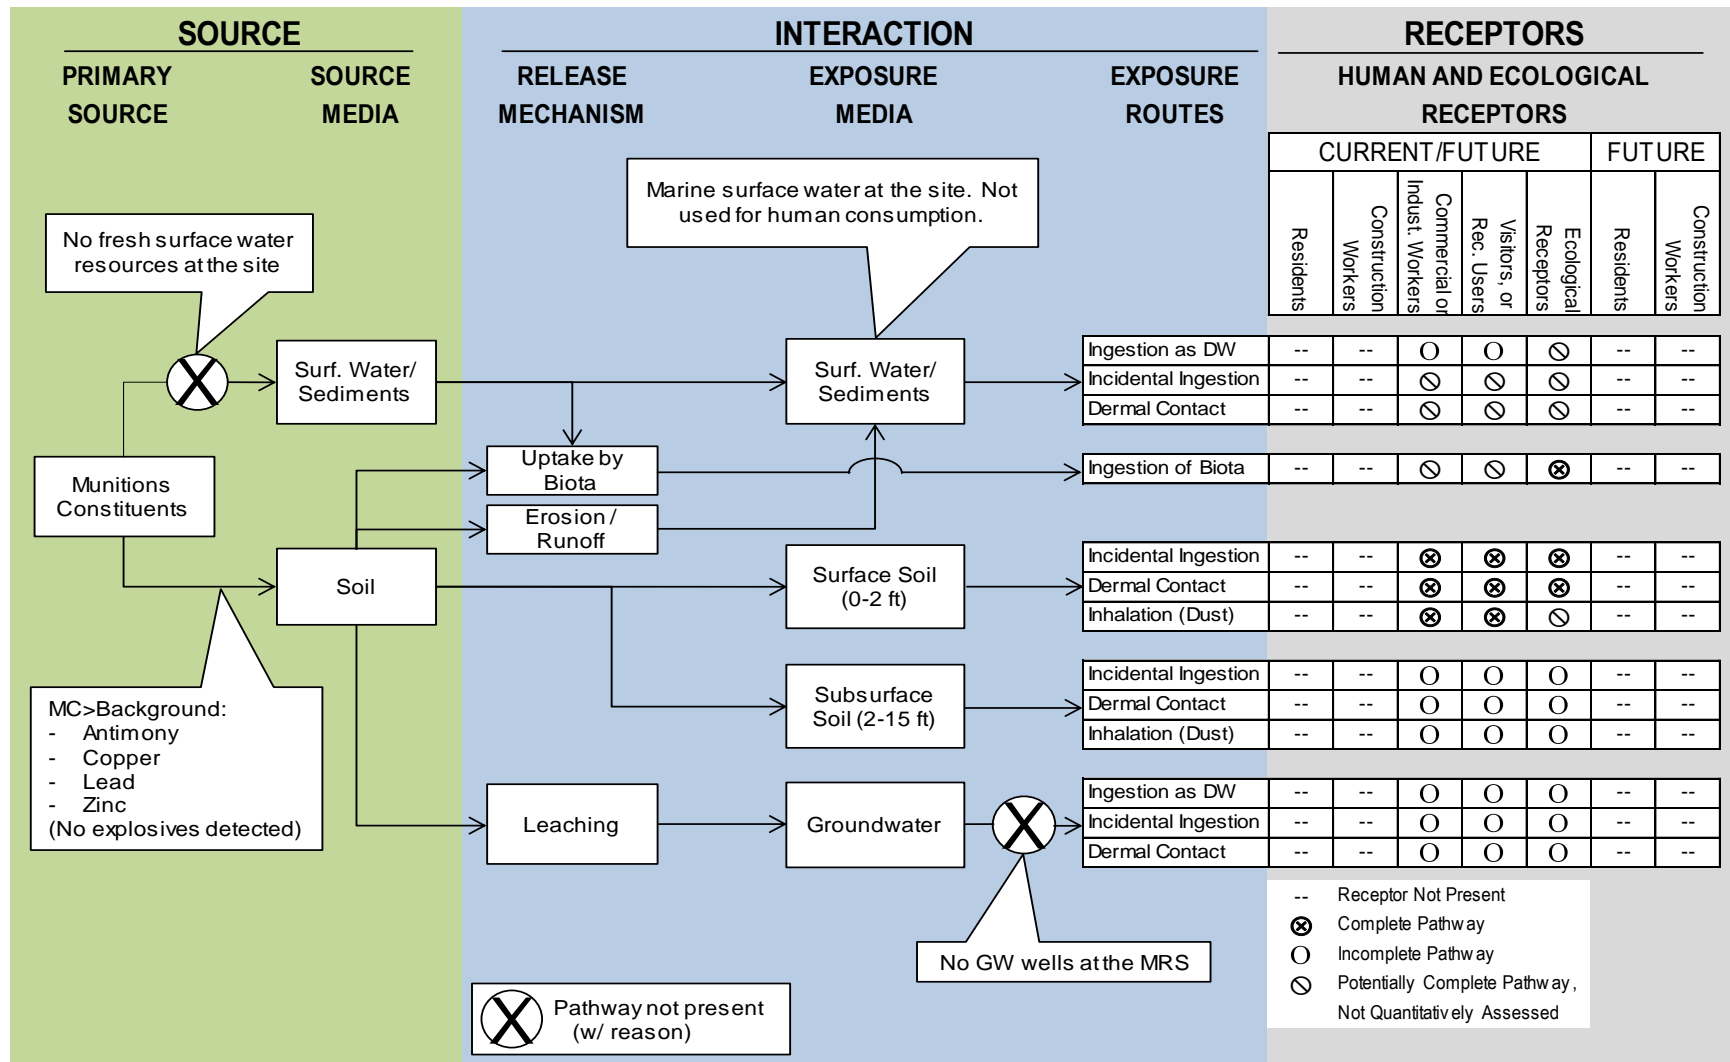 SOURCE
INTERACTION
RECEPTORS
PRIMARY
SOURCE
SOURCE
MEDIA
RELEASE
MECHANISM
EXPOSURE
MEDIA
EXPOSURE
ROUTES
HUMAN AND ECOLOGICAL
RECEPTORS
CURRENT/FUTURE
FUTURE
Residents
Construction
Workers
Commercial or
Indust. Workers
Visitors, or
Rec. Users
Ecological
Receptors
Residents
Construction
Workers
No fresh surface water
resources at the site
Marine surface water at the site. Not
used for human consumption.
X
Surf. Water/
Sediments
Surf. Water/
Sediments
Ingestion as DW -- -- O O ⦸ -- --
Incidental Ingestion -- -- ⦸ ⦸ ⦸ -- --
Dermal Contact -- -- ⦸ ⦸ ⦸ -- --
Munitions
Constituents
Uptake by
Biota
Ingestion of Biota -- -- ⦸ ⦸ ⊗ -- --
Erosion /
Runoff
Soil
Surface Soil
(0-2 ft)
Incidental Ingestion -- -- ⊗ ⊗ ⊗ -- --
Dermal Contact -- -- ⊗ ⊗ ⊗ -- --
Inhalation (Dust) -- -- ⊗ ⊗ ⦸ -- --
Subsurface
Soil (2-15 ft)
Incidental Ingestion -- -- O O O -- --
Dermal Contact -- -- O O O -- --
Inhalation (Dust) -- -- O O O -- --
MC>Background:
- Antimony
- Copper
- Lead
- Zinc
(No explosives detected)
Leaching
Groundwater
X
Ingestion as DW -- -- O O O -- --
Incidental Ingestion -- -- O O O -- --
Dermal Contact -- -- O O O -- --
No GW wells at the MRS
X Pathway not present
(w/ reason)
-- Receptor Not Present
⊗ Complete Pathway
O Incomplete Pathway
⦸ Potentially Complete Pathway,
Not Quantitatively Assessed